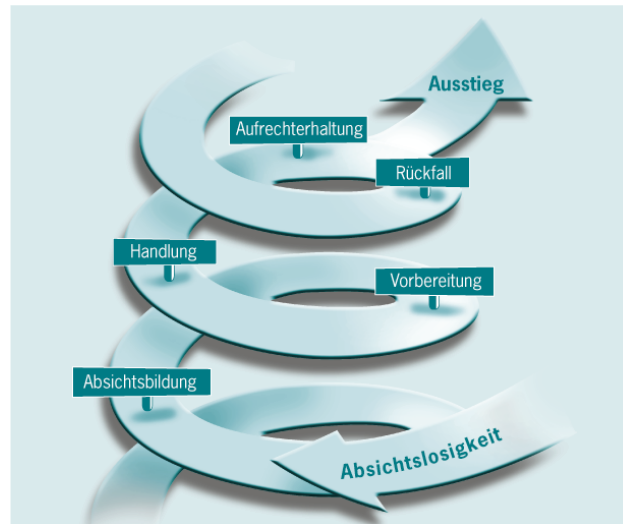 Ausstieg
Aufrechterhaltung
Rückfall
Handlung
Vorbereitung
Absichtsbildung
Absichtslosigkeit